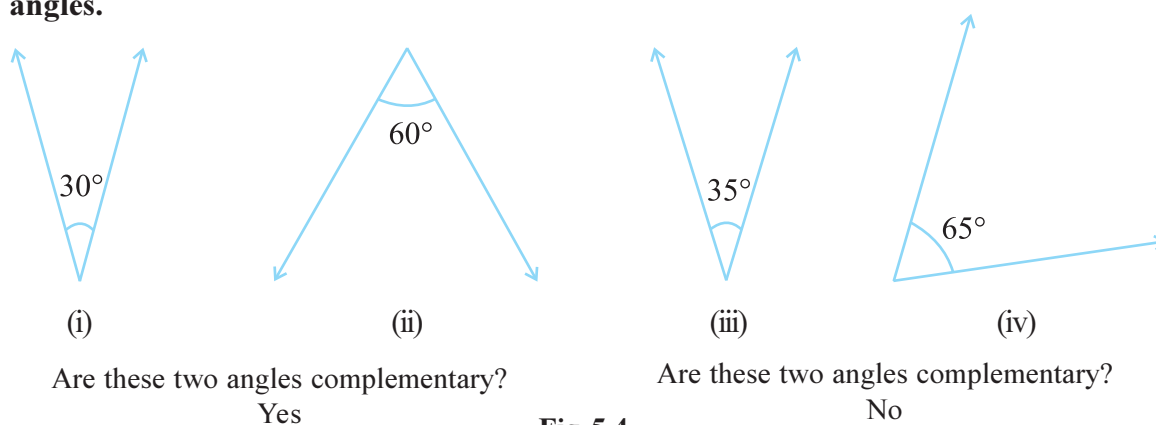 angles.
30°
60°
35°
65°
(i)
(ii)
(iii)
(iv)
Are these two angles complementary?
Yes
Are these two angles complementary?
No